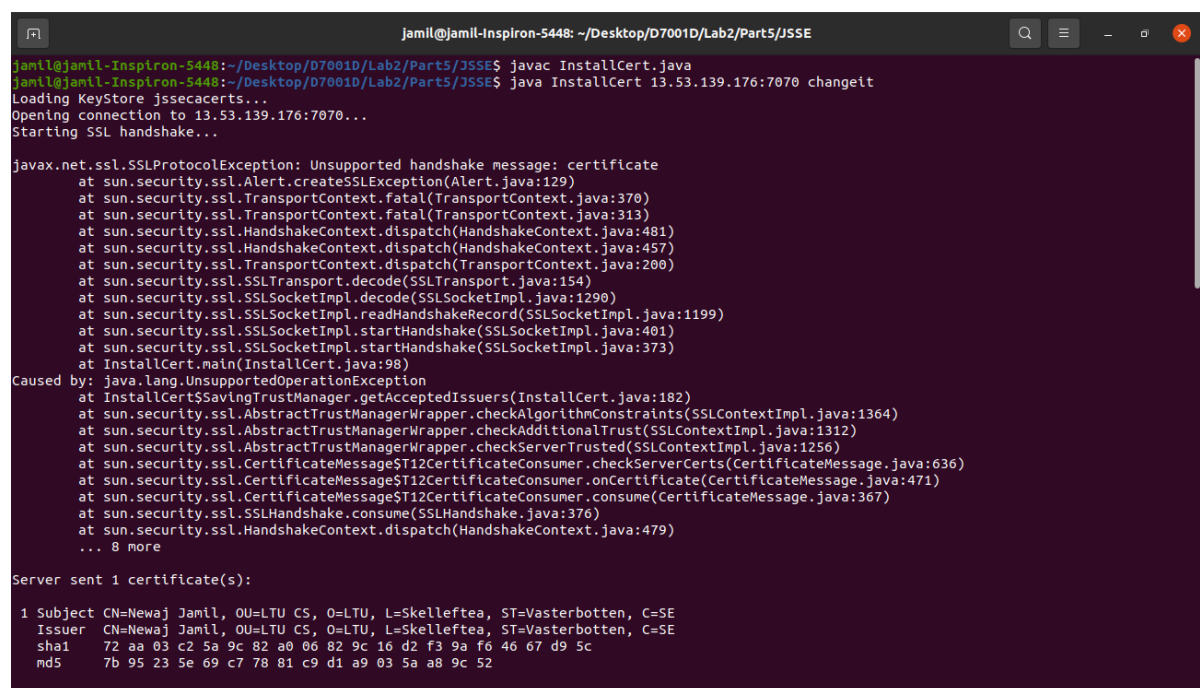 jamil@jamil-Inspiron-5448: ~/Desktop/D7001D/Lab2/Part5/JSSE
jamil@jamil-Inspiron-5448:~/Desktop/D7001D/Lab2/Part5/JSSE$ javac InstallCert.java
jamil@jamil-Inspiron-5448:~/Desktop/D7001D/Lab2/Part5/JSSE$ java InstallCert 13.53.139.176:7070 changeit
Loading KeyStore jssecacerts...
Opening connection to 13.53.139.176:7070...
Starting SSL handshake...
javax.net.ssl.SSLProtocolException: Unsupported handshake message: certificate
at sun.security.ssl.Alert.createSSLException(Alert.java:129)
at sun.security.ssl.TransportContext.fatal(TransportContext.java:370)
at sun.security.ssl.TransportContext.fatal(TransportContext.java:313)
at sun.security.ssl.HandshakeContext.dispatch(HandshakeContext.java:481)
at sun.security.ssl.HandshakeContext.dispatch(HandshakeContext.java:457)
at sun.security.ssl.TransportContext.dispatch(TransportContext.java:200)
at sun.security.ssl.SSLTransport.decode(SSLTransport.java:154)
at sun.security.ssl.SSLSocketImpl.decode(SSLSocketImpl.java:1290)
at sun.security.ssl.SSLSocketImpl.readHandshakeRecord(SSLSocketImpl.java:1199)
at sun.security.ssl.SSLSocketImpl.startHandshake(SSLSocketImpl.java:401)
at sun.security.ssl.SSLSocketImpl.startHandshake(SSLSocketImpl.java:373)
at InstallCert.main(InstallCert.java:98)
Caused by: java.lang.UnsupportedOperationException
at InstallCert$SavingTrustManager.getAcceptedIssuers(InstallCert.java:182)
at sun.security.ssl.AbstractTrustManagerWrapper.checkAlgorithmConstraints(SSLContextImpl.java:1364)
at sun.security.ssl.AbstractTrustManagerWrapper.checkAdditionalTrust(SSLContextImpl.java:1312)
at sun.security.ssl.AbstractTrustManagerWrapper.checkServerTrusted(SSLContextImpl.java:1256)
at sun.security.ssl.CertificateMessage$T12CertificateConsumer.checkServerCerts(CertificateMessage.java:636)
at sun.security.ssl.CertificateMessage$T12CertificateConsumer.onCertificate(CertificateMessage.java:471)
at sun.security.ssl.CertificateMessage$T12CertificateConsumer.consume(CertificateMessage.java:367)
at sun.security.ssl.SSLHandshake.consume(SSLHandshake.java:376)
at sun.security.ssl.HandshakeContext.dispatch(HandshakeContext.java:479)
... 8 more
Server sent 1 certificate(s):
1 Subject CN=Newaj Jamil, OU=LTU CS, O=LTU, L=Skelleftea, ST=Vasterbotten, C=SE
Issuer CN=Newaj Jamil, OU=LTU CS, O=LTU, L=Skelleftea, ST=Vasterbotten, C=SE
sha1 72 aa 03 c2 5a 9c 82 a0 06 82 9c 16 d2 f3 9a f6 46 67 d9 5c
md5 7b 95 23 5e 69 c7 78 81 c9 d1 a9 03 5a a8 9c 52